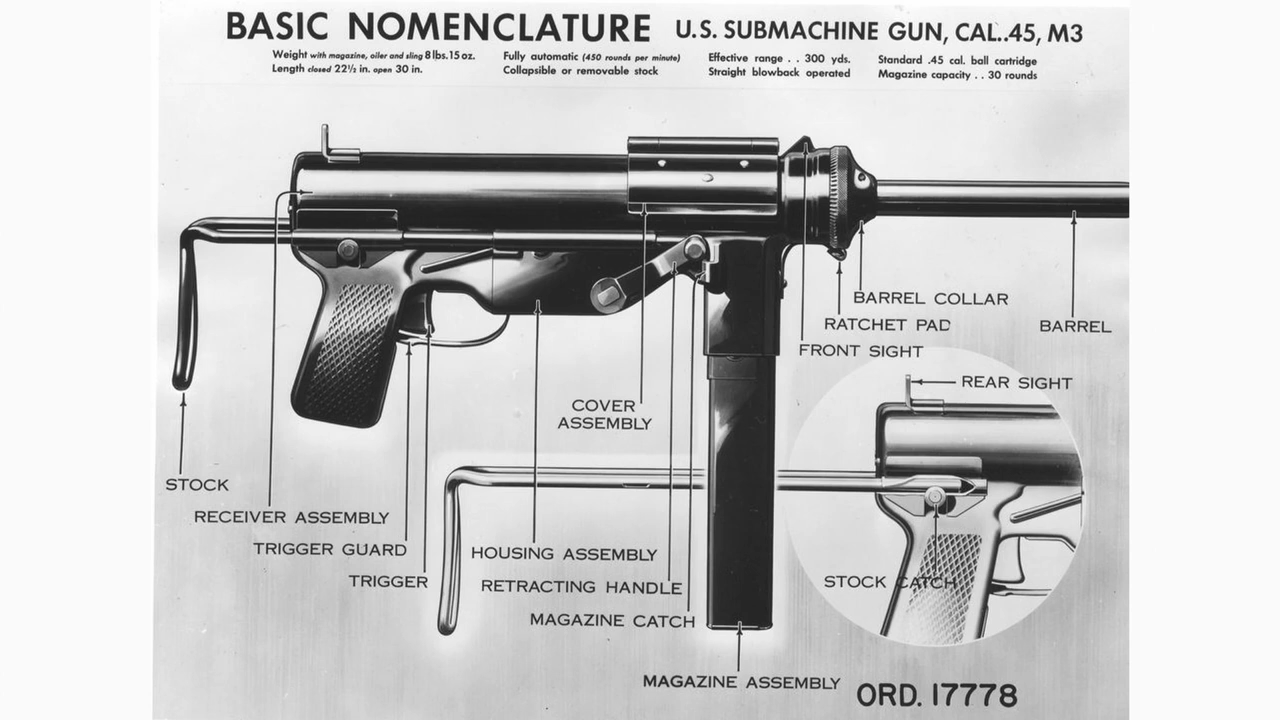 BASIC NOMENCLATURE U.S. SUBMACHINE GUN, CAL..45, M3
Weight with magazine, oiler and sling 8 lbs. 15 oz.
Length closed 22 1/2 in. open 30 in.
Fully automatic (450 rounds per minute)
Collapsible or removable stock
Effective range . . 300 yds.
Straight blowback operated
Standard .45 cal. ball cartridge
Magazine capacity . . 30 rounds
BARREL COLLAR
RATCHET PAD
BARREL
FRONT SIGHT
REAR SIGHT
COVER
ASSEMBLY
STOCK
RECEIVER ASSEMBLY
TRIGGER GUARD
HOUSING ASSEMBLY
TRIGGER
RETRACTING HANDLE
STOCK CATCH
MAGAZINE CATCH
MAGAZINE ASSEMBLY
ORD. 17778